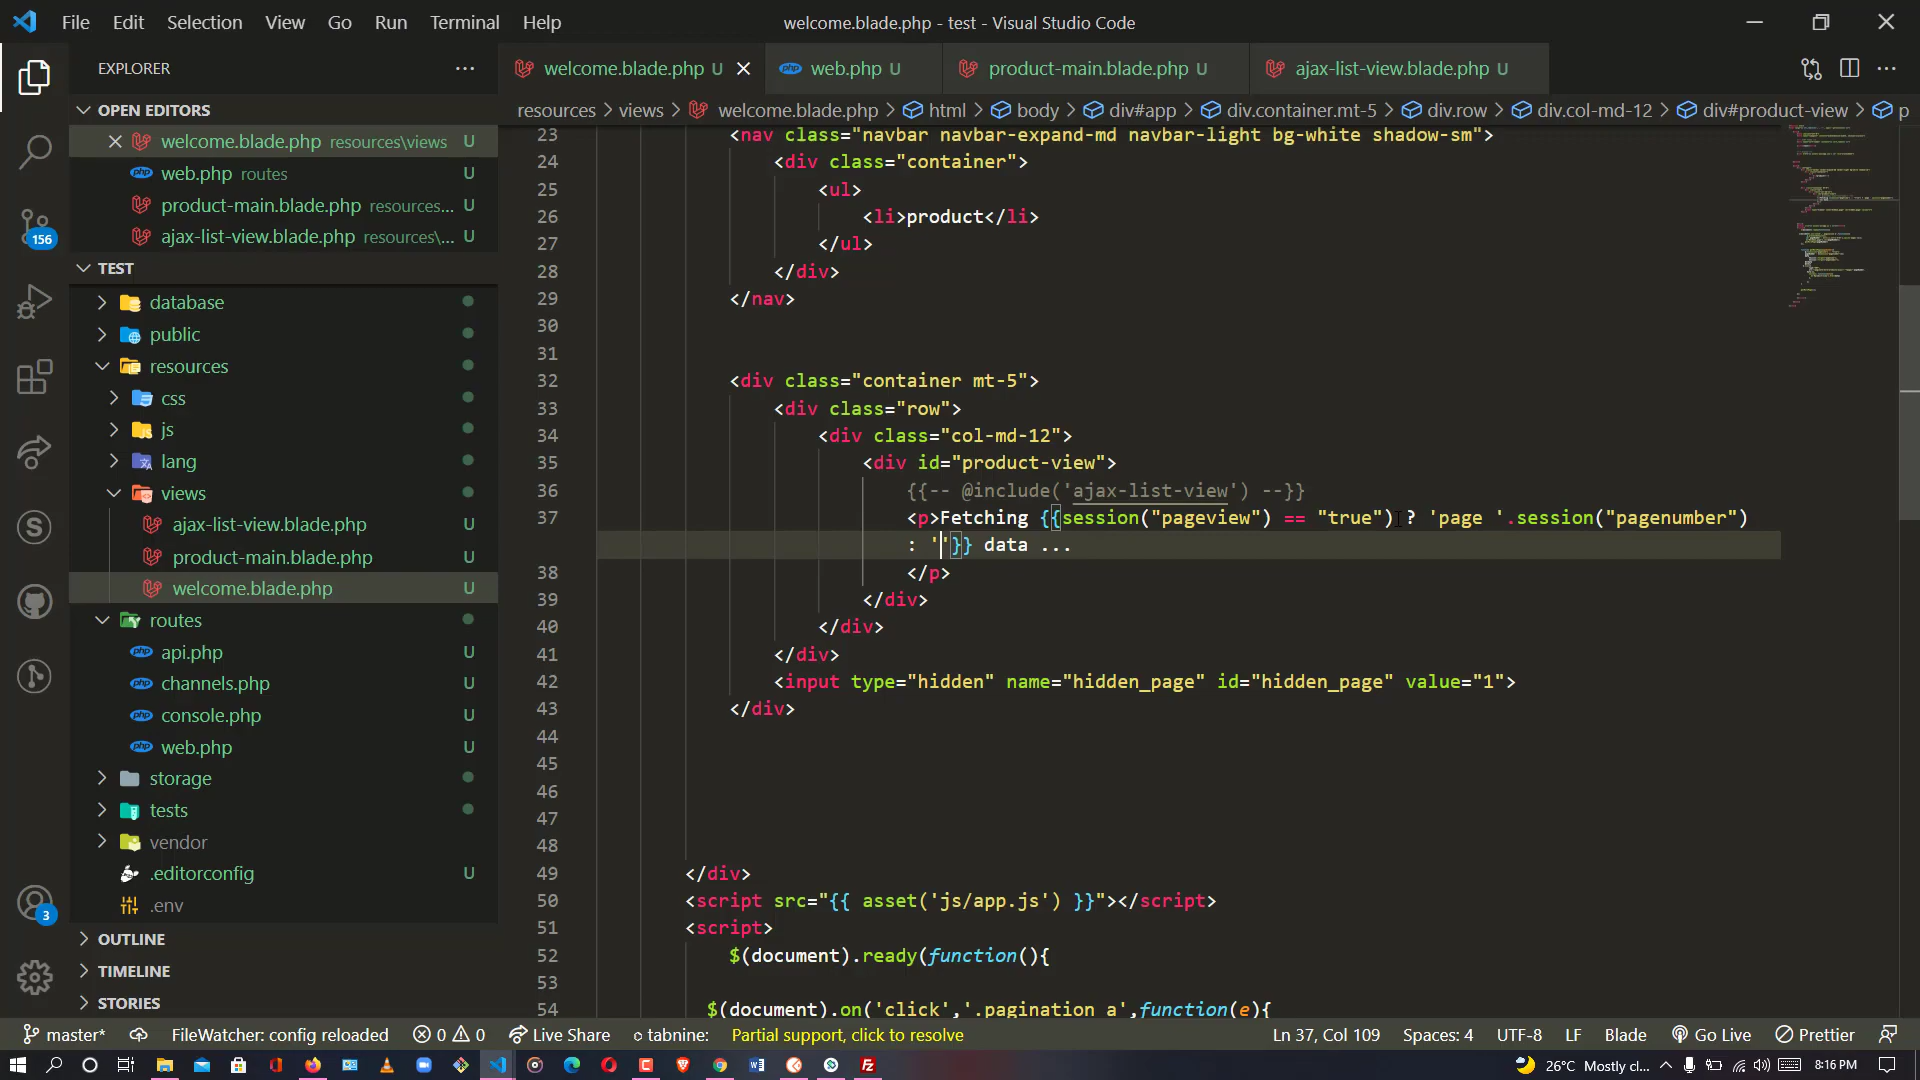 File Edit Selection View Go Run Terminal Help
welcome.blade.php - test - Visual Studio Code
EXPLORER ...
welcome.blade.php U
web.php U
product-main.blade.php U
ajax-list-view.blade.php U
resources > views > welcome.blade.php > html > body > div#app > div.container.mt-5 > div.row > div.col-md-12 > div#product-view > p
OPEN EDITORS
welcome.blade.php resources\views U
web.php routes U
product-main.blade.php resources... U
ajax-list-view.blade.php resources\... U
TEST
database
public
resources
css
js
lang
views
ajax-list-view.blade.php U
product-main.blade.php U
welcome.blade.php U
routes
api.php U
channels.php U
console.php U
web.php U
storage
tests
vendor
.editorconfig U
.env
OUTLINE
TIMELINE
STORIES
156
3
23 <nav class="navbar navbar-expand-md navbar-light bg-white shadow-sm">
24 <div class="container">
25 <ul>
26 <li>product</li>
27 </ul>
28 </div>
29 </nav>
30
31
32 <div class="container mt-5">
33 <div class="row">
34 <div class="col-md-12">
35 <div id="product-view">
36 {{-- @include('ajax-list-view') --}}
37 <p>Fetching {{session("pageview") == "true") ? 'page '.session("pagenumber")
: ''}} data ...
38 </p>
39 </div>
40 </div>
41 </div>
42 <input type="hidden" name="hidden_page" id="hidden_page" value="1">
43 </div>
44
45
46
47
48
49 </div>
50 <script src="{{ asset('js/app.js') }}"></script>
51 <script>
52 $(document).ready(function(){
53
54 $(document).on('click','.pagination a',function(e){
master* FileWatcher: config reloaded 0 0 Live Share tabnine: Partial support, click to resolve Ln 37, Col 109 Spaces: 4 UTF-8 LF Blade Go Live Prettier
26°C Mostly cl... 8:16 PM